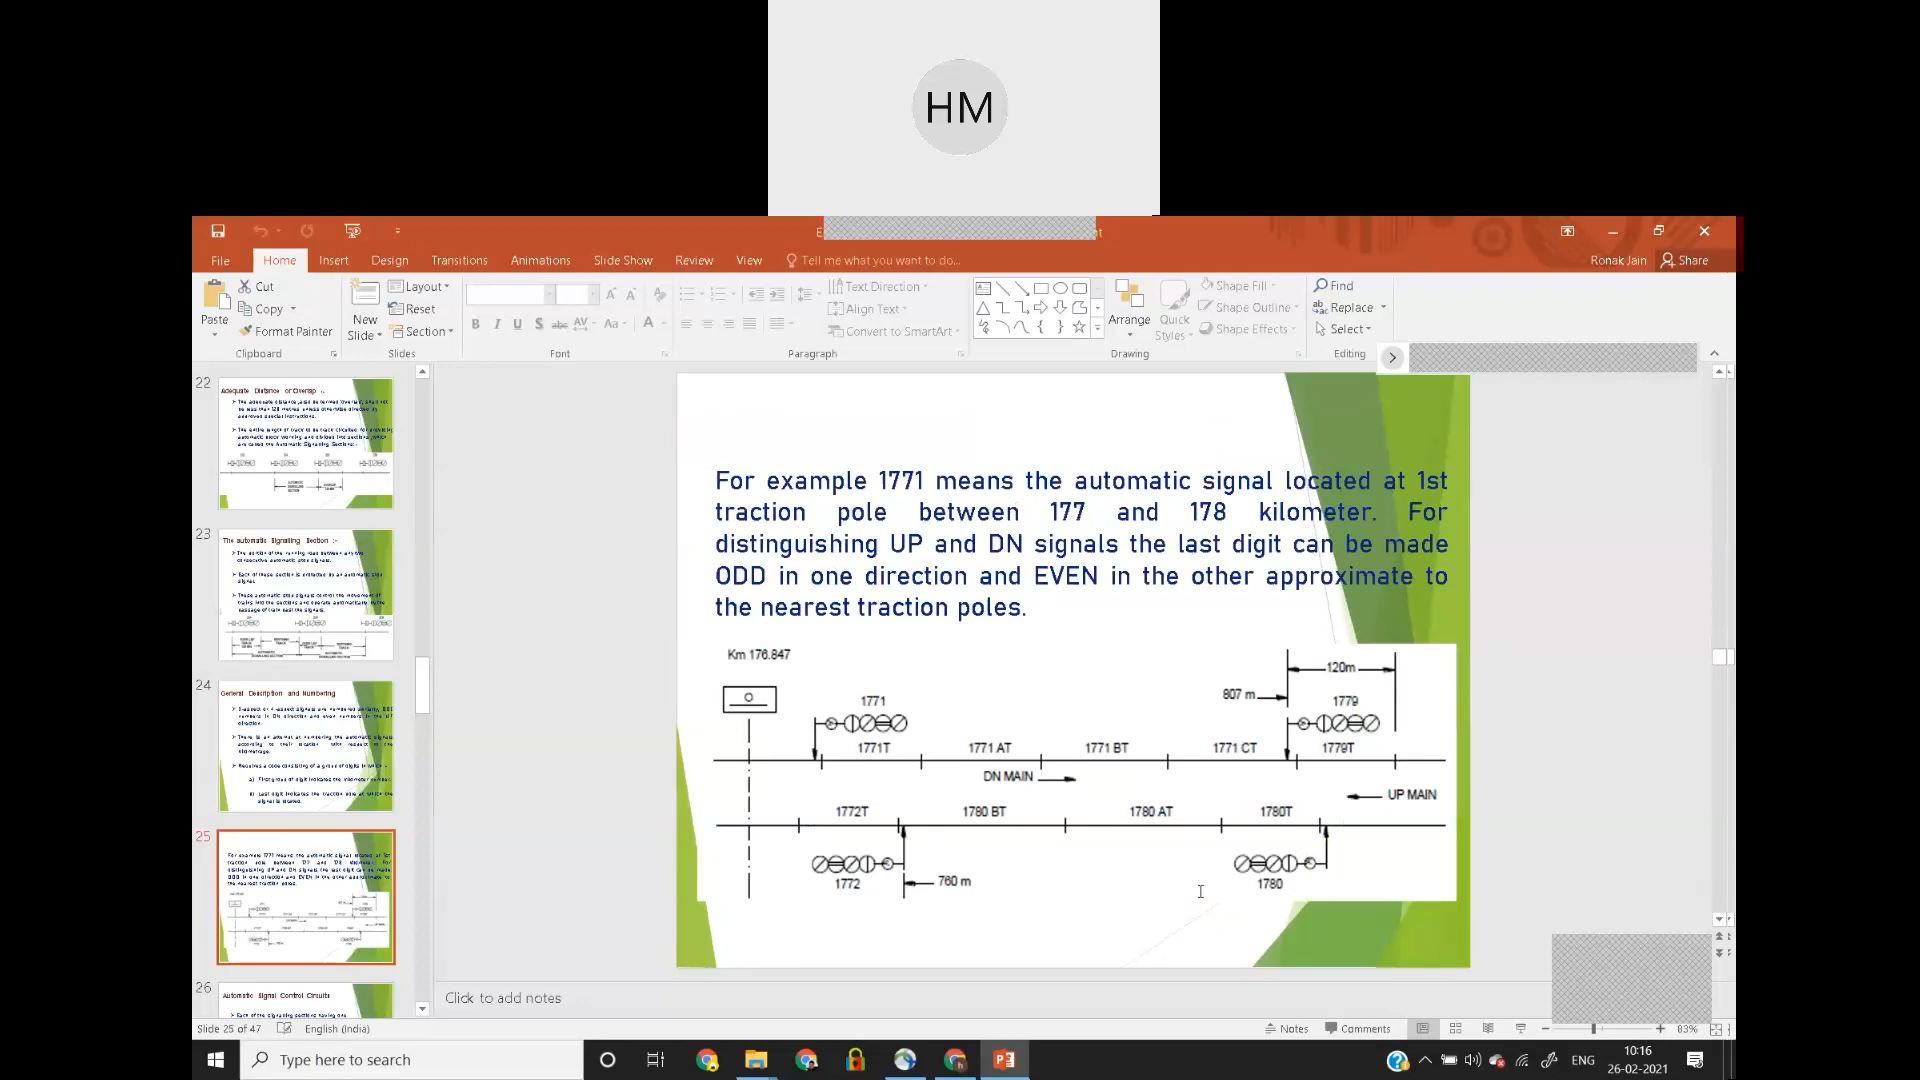 HM
File
Home
Insert
Design
Transitions
Animations
Slide Show
Review
View
Tell me what you want to do...
Ronak Jain
Share
Paste
Cut
Copy
Format Painter
Clipboard
New
Slide
Layout
Reset
Section
Slides
Font
Text Direction
Align Text
Convert to SmartArt
Paragraph
Arrange
Quick
Styles
Shape Fill
Shape Outline
Shape Effects
Drawing
Find
Replace
Select
Editing
22
23
The automatic Signalling Section :-
24
General Description and Numbering
25
26
Automatic Signal Control Circuits
For example 1771 means the automatic signal located at 1st
traction pole between 177 and 178 kilometer. For
distinguishing UP and DN signals the last digit can be made
ODD in one direction and EVEN in the other approximate to
the nearest traction poles.
Km 176.847
120m
807 m
1771
1779
1771T
1771 AT
1771 BT
1771 CT
1779T
DN MAIN
UP MAIN
1772T
1780 BT
1780 AT
1780T
1772
760 m
1780
Click to add notes
Slide 25 of 47
English (India)
Notes
Comments
83%
Type here to search
ENG
10:16
26-02-2021